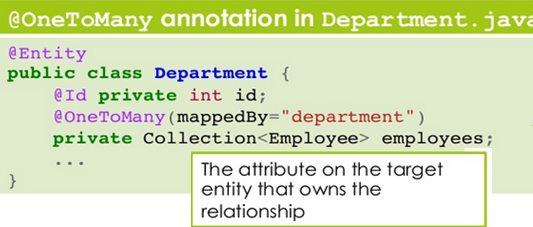 @OneToMany annotation in Department.java
@Entity
public class Department {
@Id private int id;
@OneToMany(mappedBy="department")
private Collection<Employee> employees;
...
}
The attribute on the target
entity that owns the
relationship